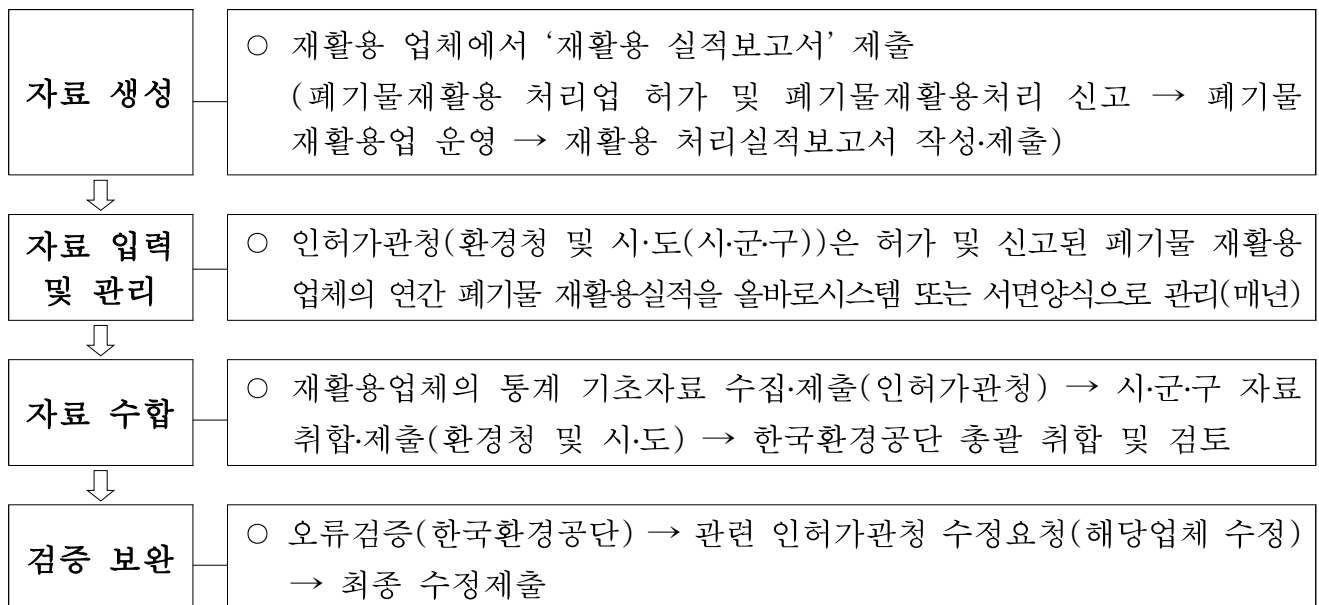 자료 생성
○ 재활용 업체에서 ‘재활용 실적보고서’ 제출
(폐기물재활용 처리업 허가 및 폐기물재활용처리 신고 → 폐기물
재활용업 운영 → 재활용 처리실적보고서 작성·제출)
자료 입력
및 관리
○ 인허가관청(환경청 및 시·도(시·군·구))은 허가 및 신고된 폐기물 재활용
업체의 연간 폐기물 재활용실적을 올바로시스템 또는 서면양식으로 관리(매년)
자료 수합
○ 재활용업체의 통계 기초자료 수집·제출(인허가관청) → 시·군·구 자료
취합·제출(환경청 및 시·도) → 한국환경공단 총괄 취합 및 검토
검증 보완
○ 오류검증(한국환경공단) → 관련 인허가관청 수정요청(해당업체 수정)
→ 최종 수정제출